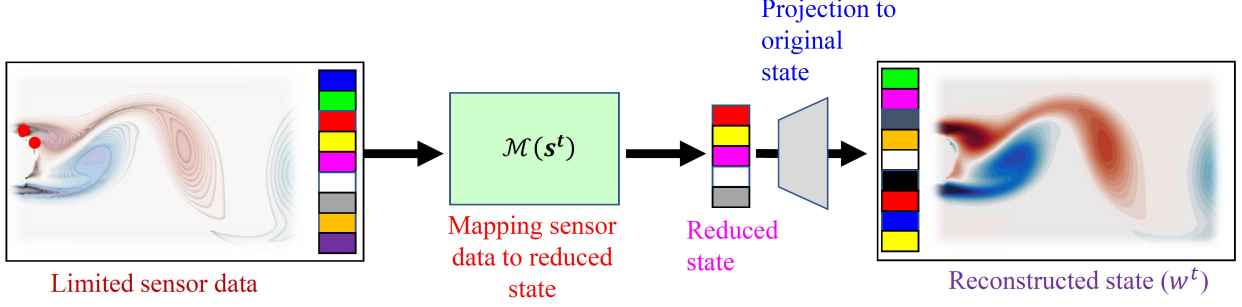 Projection to
original
state
ℳ(𝒔ᵗ)
Mapping sensor
data to reduced
state
Reduced
state
Limited sensor data
Reconstructed state (wᵗ)